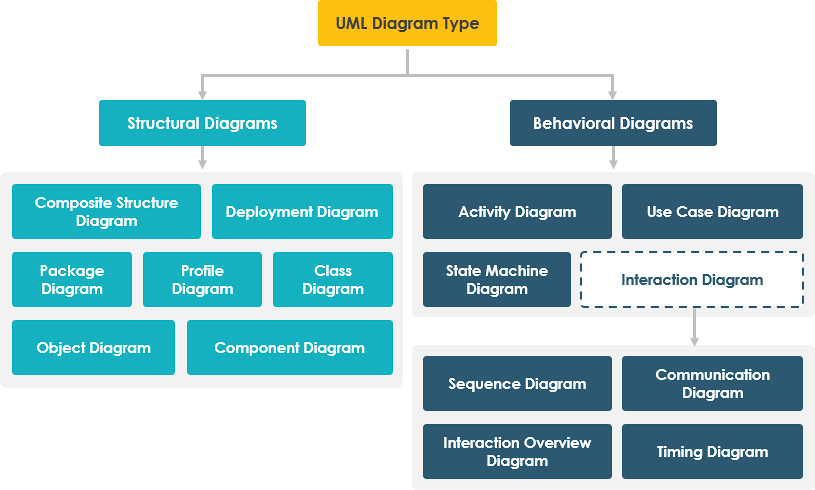 UML Diagram Type
Structural Diagrams
Behavioral Diagrams
Composite Structure
Diagram
Deployment Diagram
Package
Diagram
Profile
Diagram
Class
Diagram
Object Diagram
Component Diagram
Activity Diagram
Use Case Diagram
State Machine
Diagram
Interaction Diagram
Sequence Diagram
Communication
Diagram
Interaction Overview
Diagram
Timing Diagram